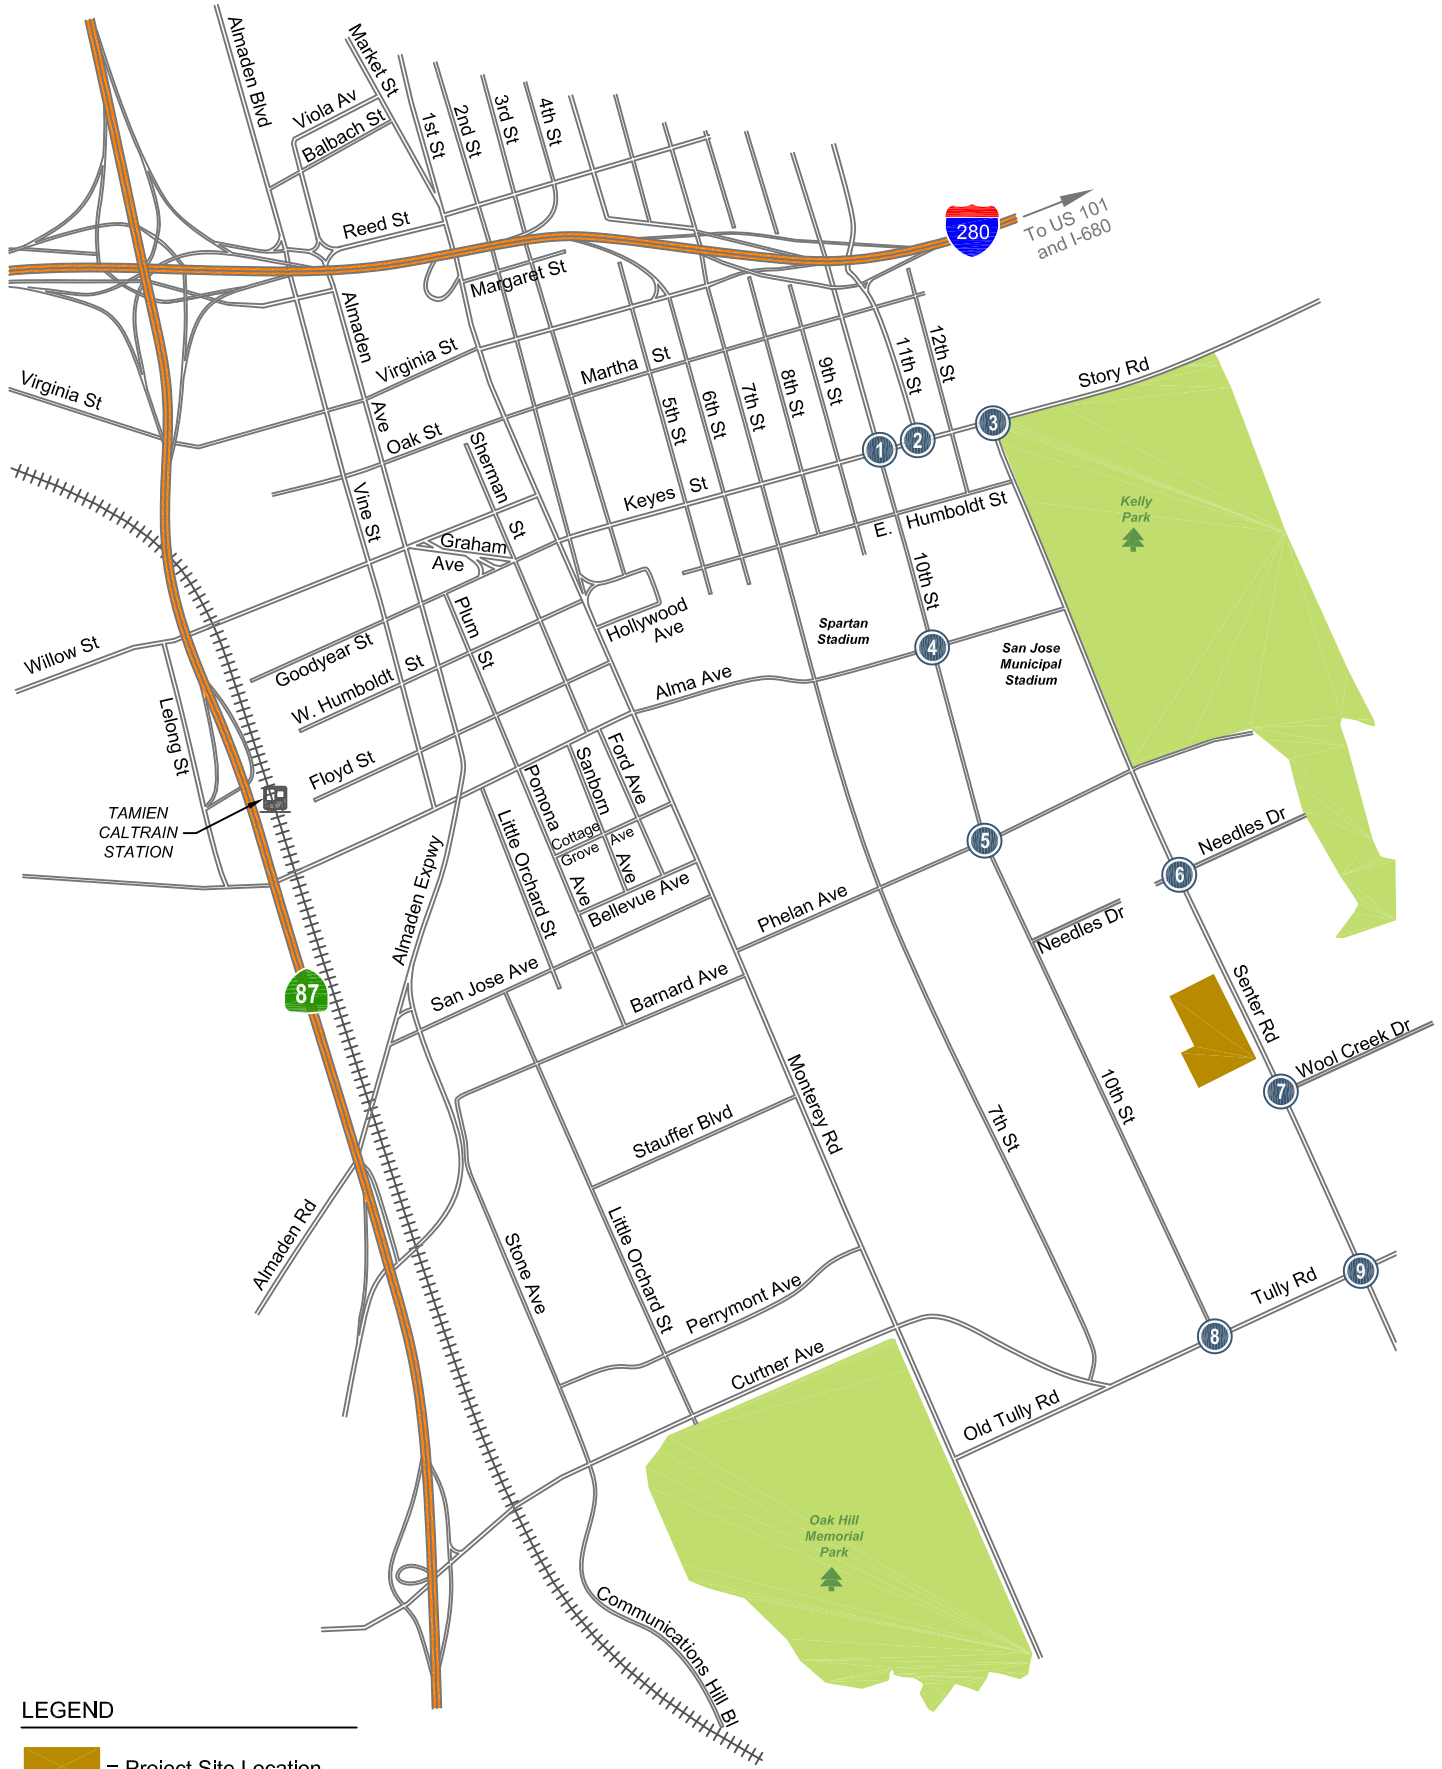 Almaden Blvd
Market St
Viola Av
Balbach St
1st St
2nd St
3rd St
4th St
Reed St
280
To US 101
and I-680
Margaret St
Almaden
Ave
Virginia St
Virginia St
Martha St
Oak St
Sherman
St
5th St
6th St
7th St
8th St
9th St
11th St
12th St
Story Rd
1
2
3
Keyes St
E. Humboldt St
Kelly
Park
Vine St
Graham
Ave
10th St
Willow St
Goodyear St
W. Humboldt St
Plum
St
Hollywood
Ave
Spartan
Stadium
4
San Jose
Municipal
Stadium
Lelong St
Floyd St
Alma Ave
TAMIEN
CALTRAIN
STATION
Pomona
Ave
Sanborn
Ave
Ford Ave
Cottage
Grove
Ave
Little Orchard St
Almaden Expwy
Bellevue Ave
5
6
Needles Dr
Phelan Ave
Needles Dr
San Jose Ave
Barnard Ave
87
Senter Rd
Wool Creek Dr
7
Monterey Rd
7th St
10th St
Stauffer Blvd
Almaden Rd
Stone Ave
Little Orchard St
Perrymont Ave
Curtner Ave
Tully Rd
9
8
Old Tully Rd
Oak Hill
Memorial
Park
Communications Hill Bl
LEGEND
= Project Site Location